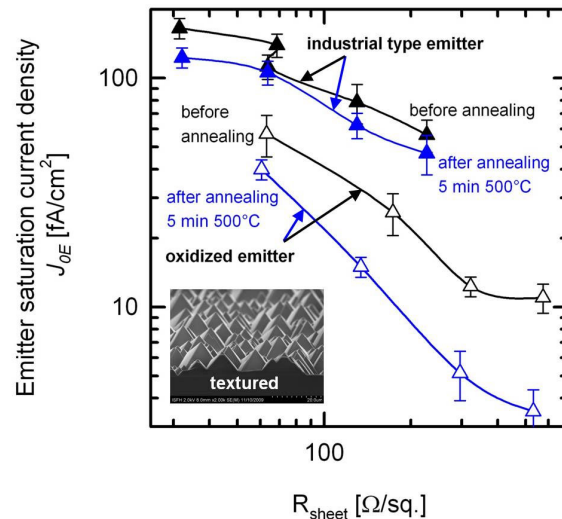 Emitter saturation current density
J0E [fA/cm²]
100
10
industrial type emitter
before annealing
before
annealing
after annealing
5 min 500°C
after annealing
5 min 500°C
oxidized emitter
textured
100
Rsheet [Ω/sq.]